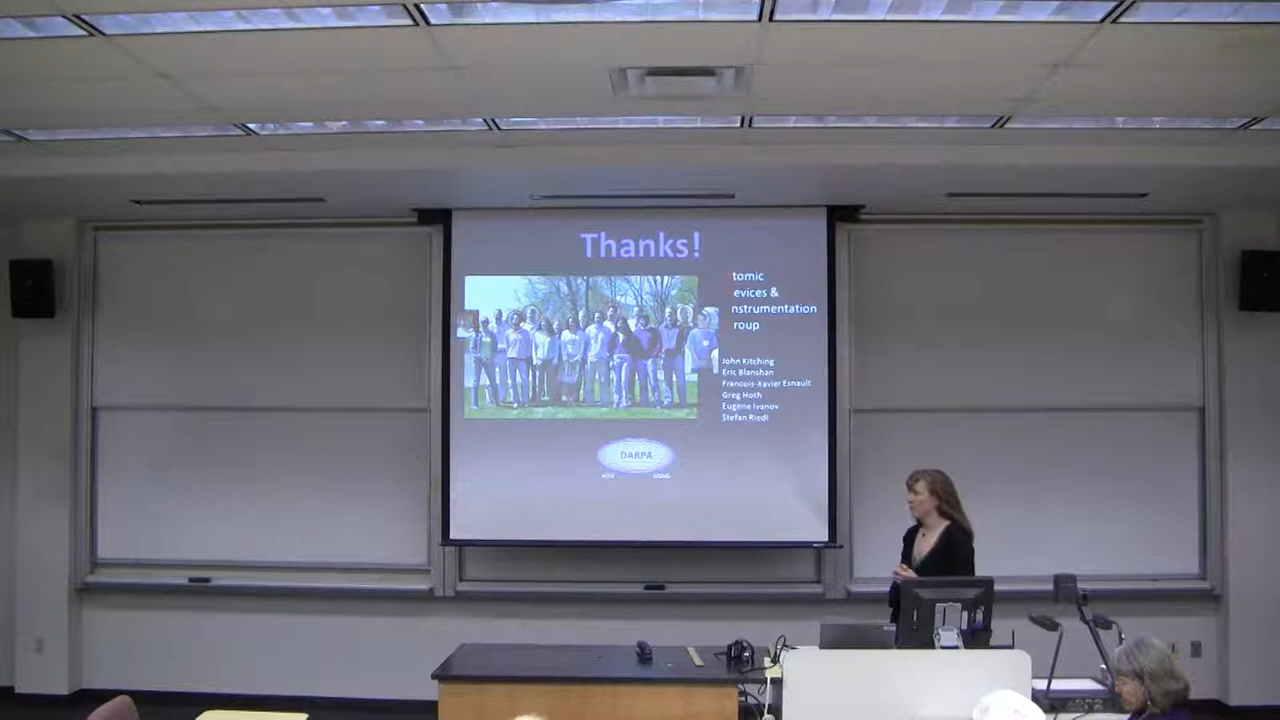 Thanks!
tomic
evices &
nstrumentation
roup
John Kitching
Eric Blanshan
Francois-Xavier Esnault
Greg Hoth
Eugene Ivanov
Stefan Riedl
DARPA